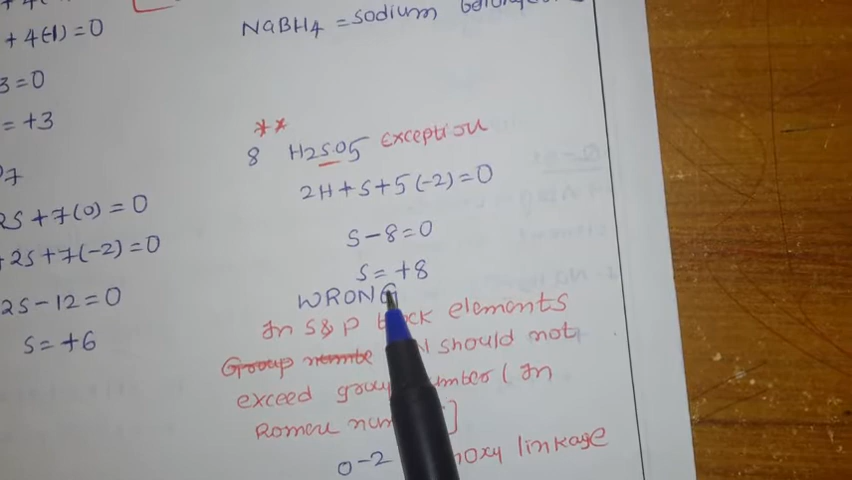 + 4(-1) = 0
3 = 0
= +3
7
2S + 7(0) = 0
+ 2S + 7(-2) = 0
2S - 12 = 0
S = +6
NaBH4 = Sodium
**
8 H2SO5 exception
2H + S + 5(-2) = 0
S - 8 = 0
S = +8
WRONG
In S & P block elements
should not
exceed group number ( In
Roman
0-2 linkage